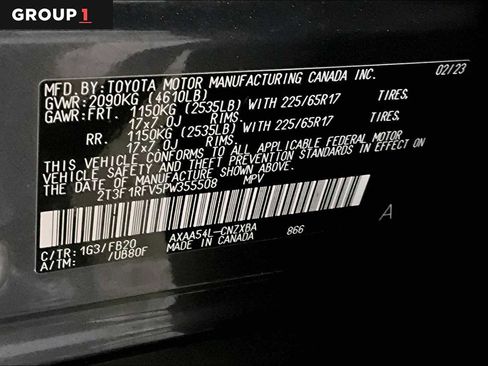 GROUP 1
MFD.BY:TOYOTA MOTOR MANUFACTURING CANADA INC. 02/23
GVWR:2090KG (4610LB)
GAWR:FRT. 1150KG (2535LB) WITH 225/65R17 TIRES.
17x7.0J RIMS.
RR. 1150KG (2535LB) WITH 225/65R17 TIRES.
17x7.0J RIMS.
THIS VEHICLE CONFORMS TO ALL APPLICABLE FEDERAL MOTOR
VEHICLE SAFETY AND THEFT PREVENTION STANDARDS IN EFFECT ON
THE DATE OF MANUFACTURE SHOWN ABOVE.
2T3F1RFV5PW355508 MPV
A
C/TR:1G3/FB20 AXAA54L-CNZXBA 866
A/TM: /UB80F MADE IN CANADA